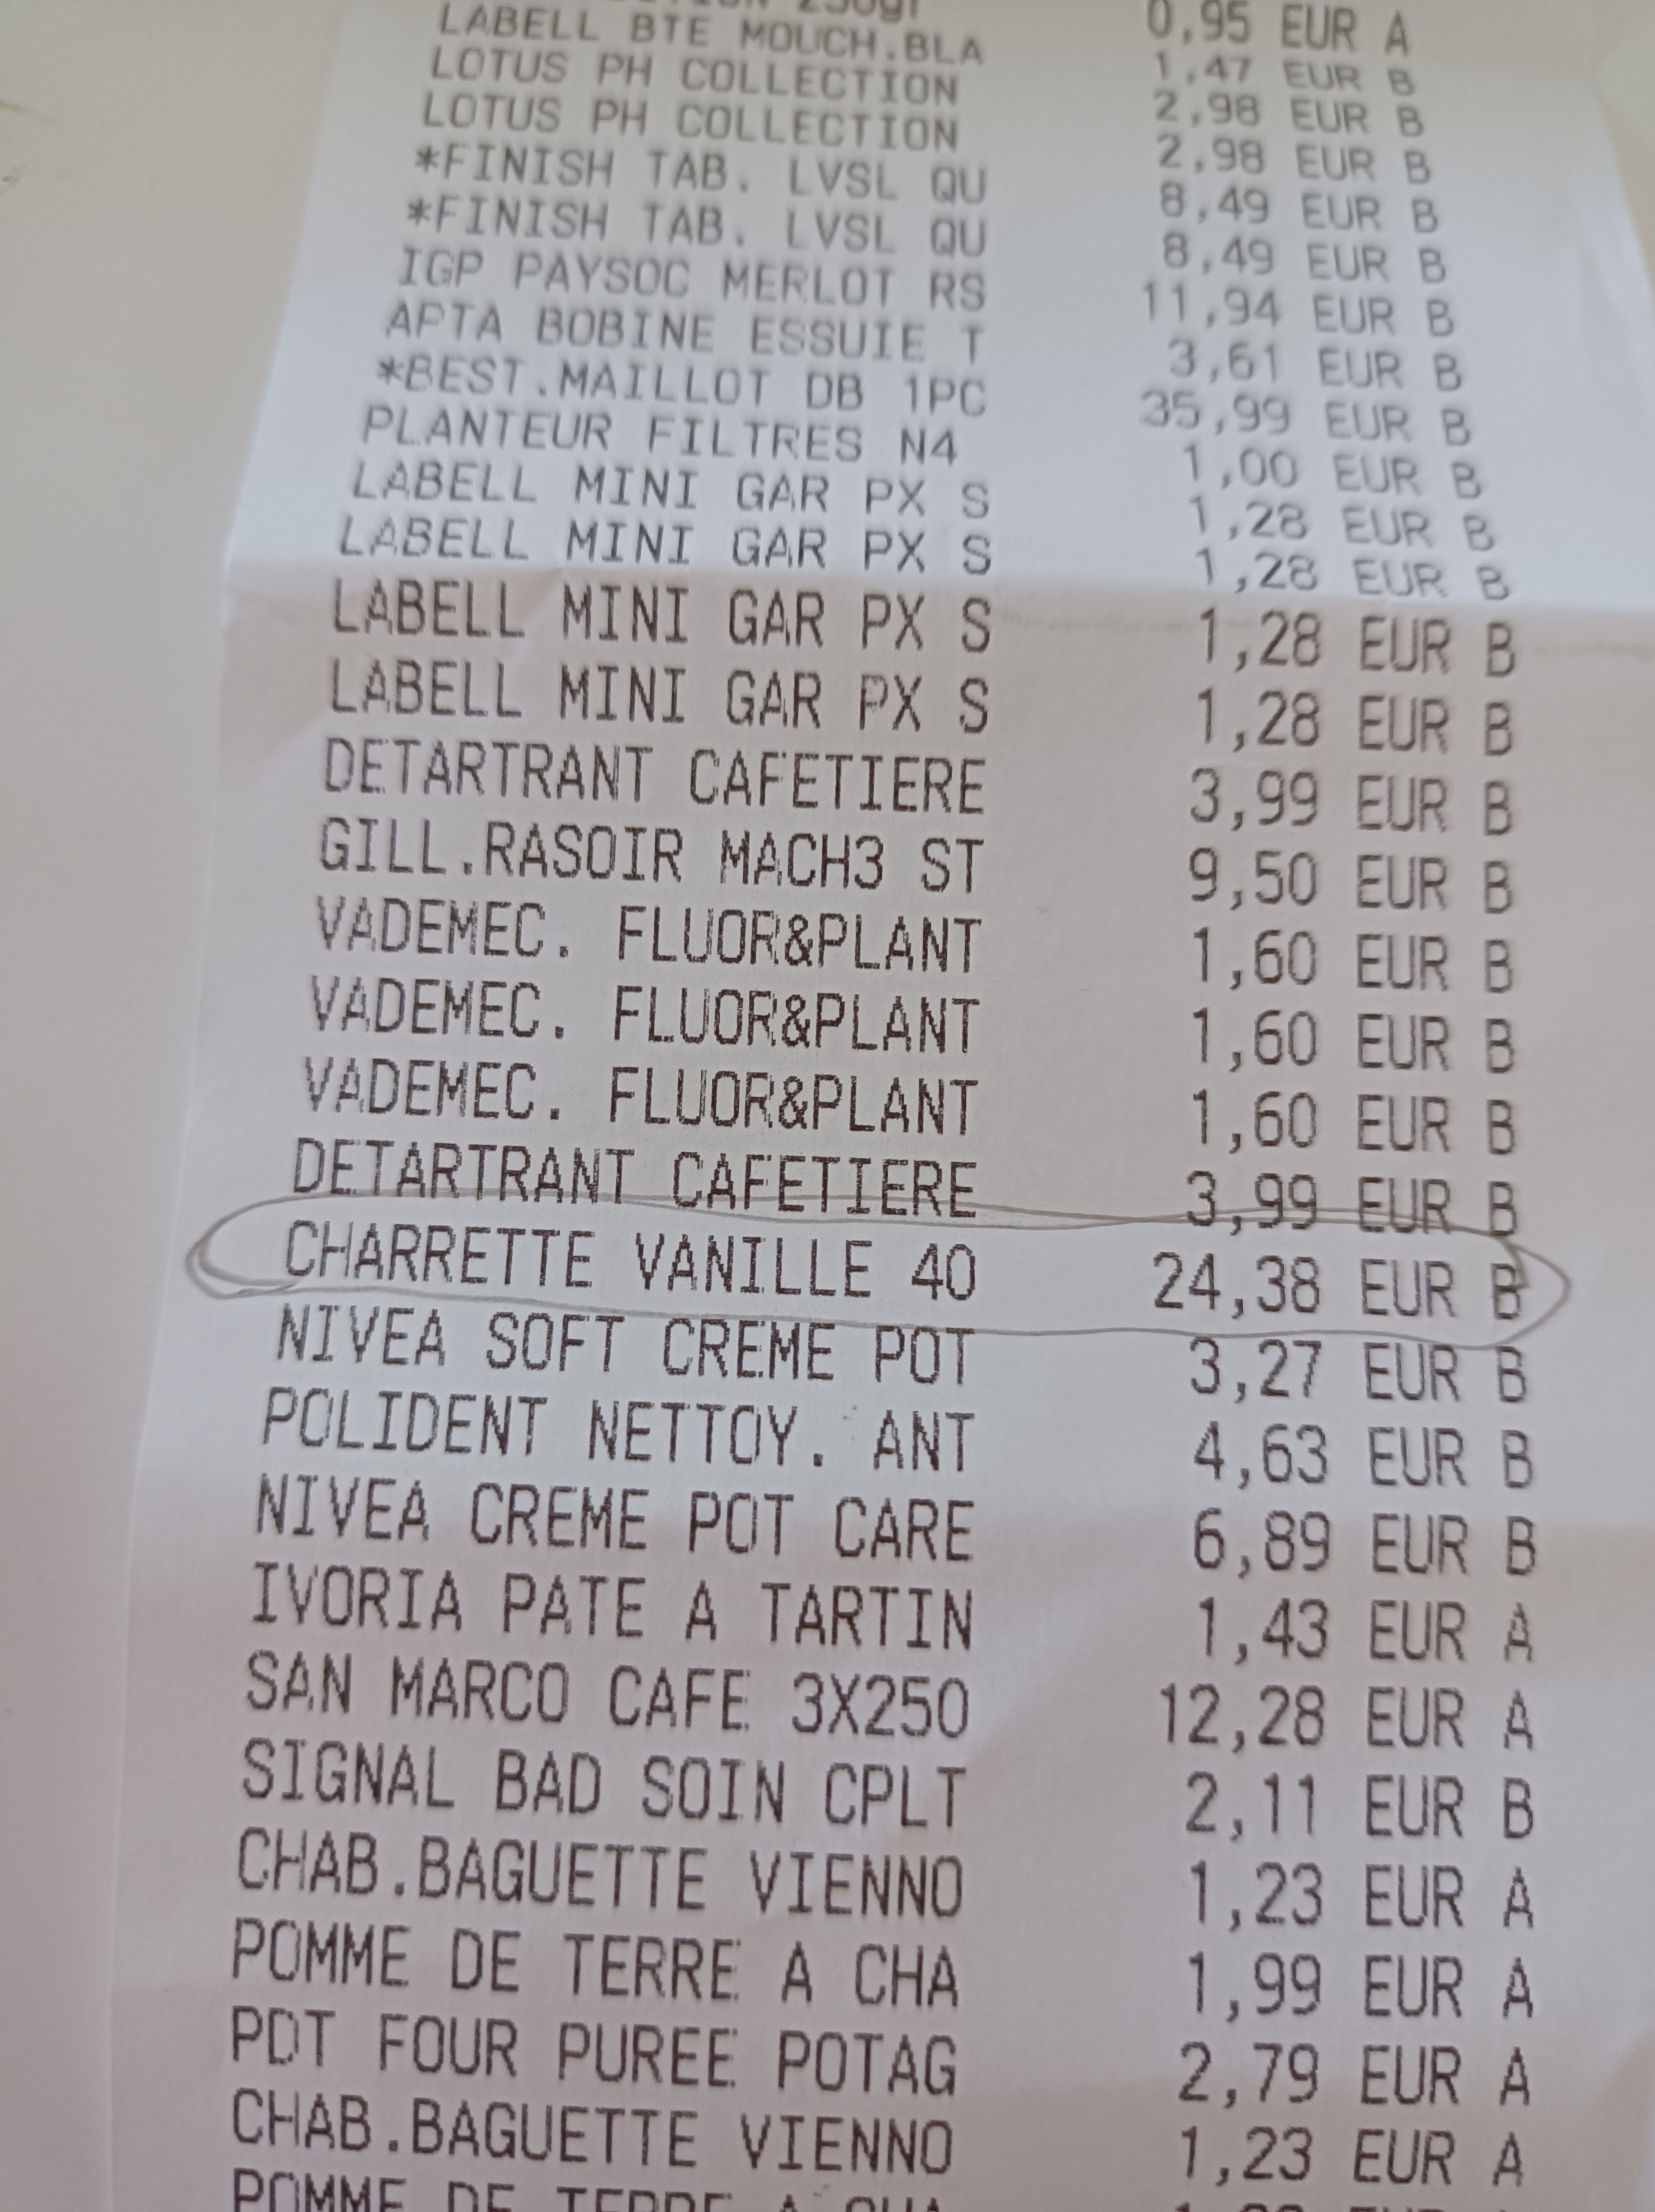 250gr 0,95 EUR A
LABELL BTE MOUCH.BLA 1,47 EUR B
LOTUS PH COLLECTION 2,98 EUR B
LOTUS PH COLLECTION 2,98 EUR B
*FINISH TAB. LVSL QU 8,49 EUR B
*FINISH TAB. LVSL QU 8,49 EUR B
IGP PAYSOC MERLOT RS 11,94 EUR B
APTA BOBINE ESSUIE T 3,61 EUR B
*BEST.MAILLOT DB 1PC 35,99 EUR B
PLANTEUR FILTRES N4 1,00 EUR B
LABELL MINI GAR PX S 1,28 EUR B
LABELL MINI GAR PX S 1,28 EUR B
LABELL MINI GAR PX S 1,28 EUR B
LABELL MINI GAR PX S 1,28 EUR B
DETARTRANT CAFETIERE 3,99 EUR B
GILL.RASOIR MACH3 ST 9,50 EUR B
VADEMEC. FLUOR&PLANT 1,60 EUR B
VADEMEC. FLUOR&PLANT 1,60 EUR B
VADEMEC. FLUOR&PLANT 1,60 EUR B
DETARTRANT CAFETIERE 3,99 EUR B
CHARRETTE VANILLE 40 24,38 EUR B
NIVEA SOFT CREME POT 3,27 EUR B
POLIDENT NETTOY. ANT 4,63 EUR B
NIVEA CREME POT CARE 6,89 EUR B
IVORIA PATE A TARTIN 1,43 EUR A
SAN MARCO CAFE 3X250 12,28 EUR A
SIGNAL BAD SOIN CPLT 2,11 EUR B
CHAB.BAGUETTE VIENNO 1,23 EUR A
POMME DE TERRE A CHA 1,99 EUR A
PDT FOUR PUREE POTAG 2,79 EUR A
CHAB.BAGUETTE VIENNO 1,23 EUR A
POMME DE TERRE A CHA